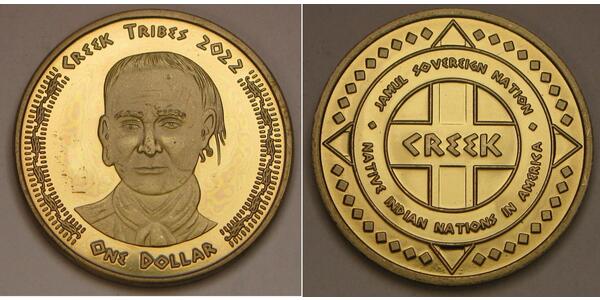 CREEK TRIBES 2022
ONE DOLLAR
JAMUL SOVEREIGN NATION
CREEK
NATIVE INDIAN NATIONS IN AMERICA